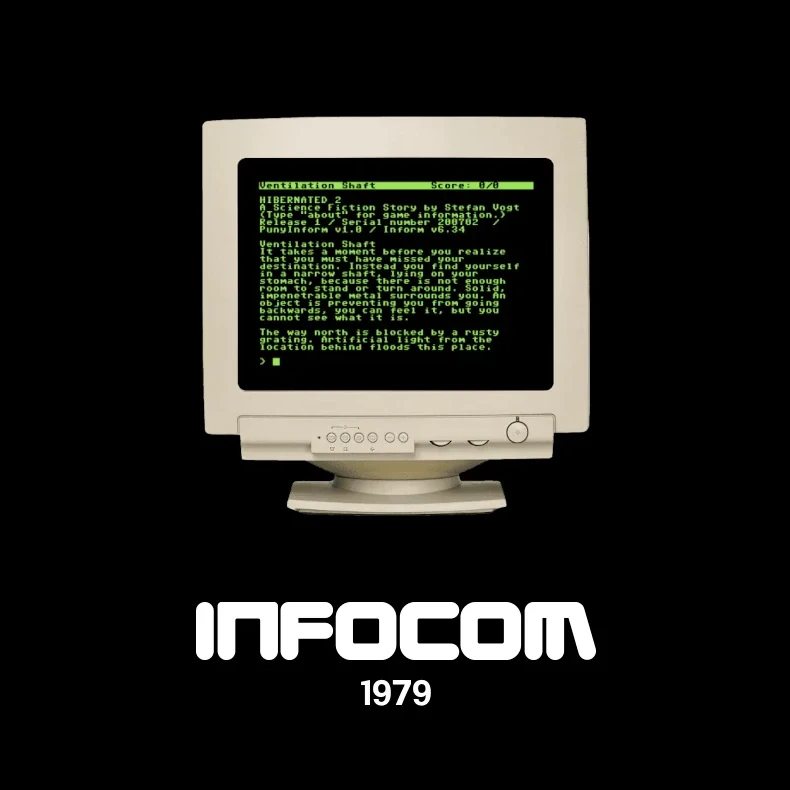 Ventilation Shaft Score: 0/0
HIBERNATED 2
A Science Fiction Story by Stefan Vogt
(Type "about" for game information.)
Release 1 / Serial number 200702 /
PunyInform v1.0 / Inform v6.34
Ventilation Shaft
It takes a moment before you realize
that you must have missed your
destination. Instead you find yourself
in a narrow shaft, lying on your
stomach, because there is not enough
room to stand or turn around. Solid,
impenetrable metal surrounds you. An
object is preventing you from going
backwards, you can feel it, but you
cannot see what it is.
The way north is blocked by a rusty
grating. Artificial light from the
location behind floods this place.
>
INFOCOM
1979